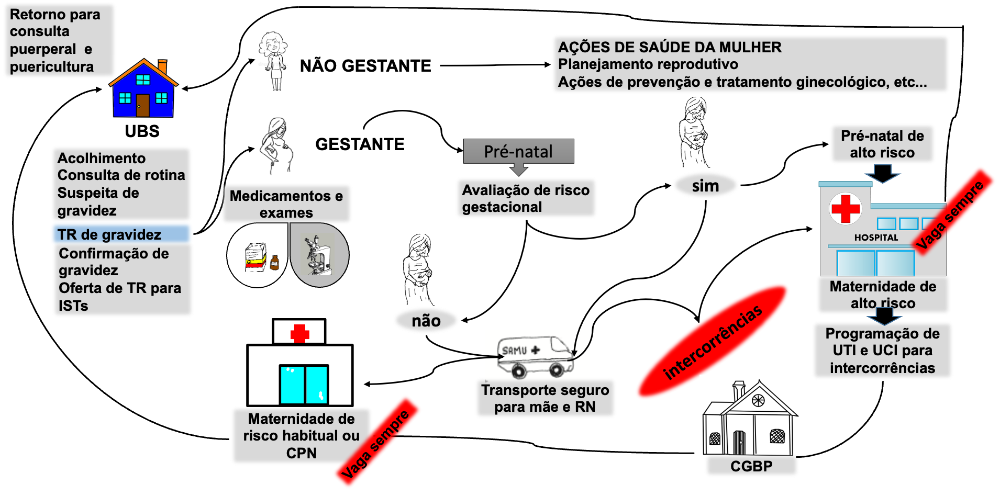 Retorno para
consulta
puerperal e
puericultura
UBS
Acolhimento
Consulta de rotina
Suspeita de
gravidez
TR de gravidez
Confirmação de
gravidez
Oferta de TR para
ISTs
NÃO GESTANTE
AÇÕES DE SAÚDE DA MULHER
Planejamento reprodutivo
Ações de prevenção e tratamento ginecológico, etc...
GESTANTE
Pré-natal
Avaliação de risco
gestacional
Medicamentos e
exames
sim
Pré-natal de
alto risco
HOSPITAL
Vaga sempre
Maternidade de
alto risco
Programação de
UTI e UCI para
intercorrências
não
SAMU
Transporte seguro
para mãe e RN
intercorrências
Maternidade de
risco habitual ou
CPN
Vaga sempre
CGBP